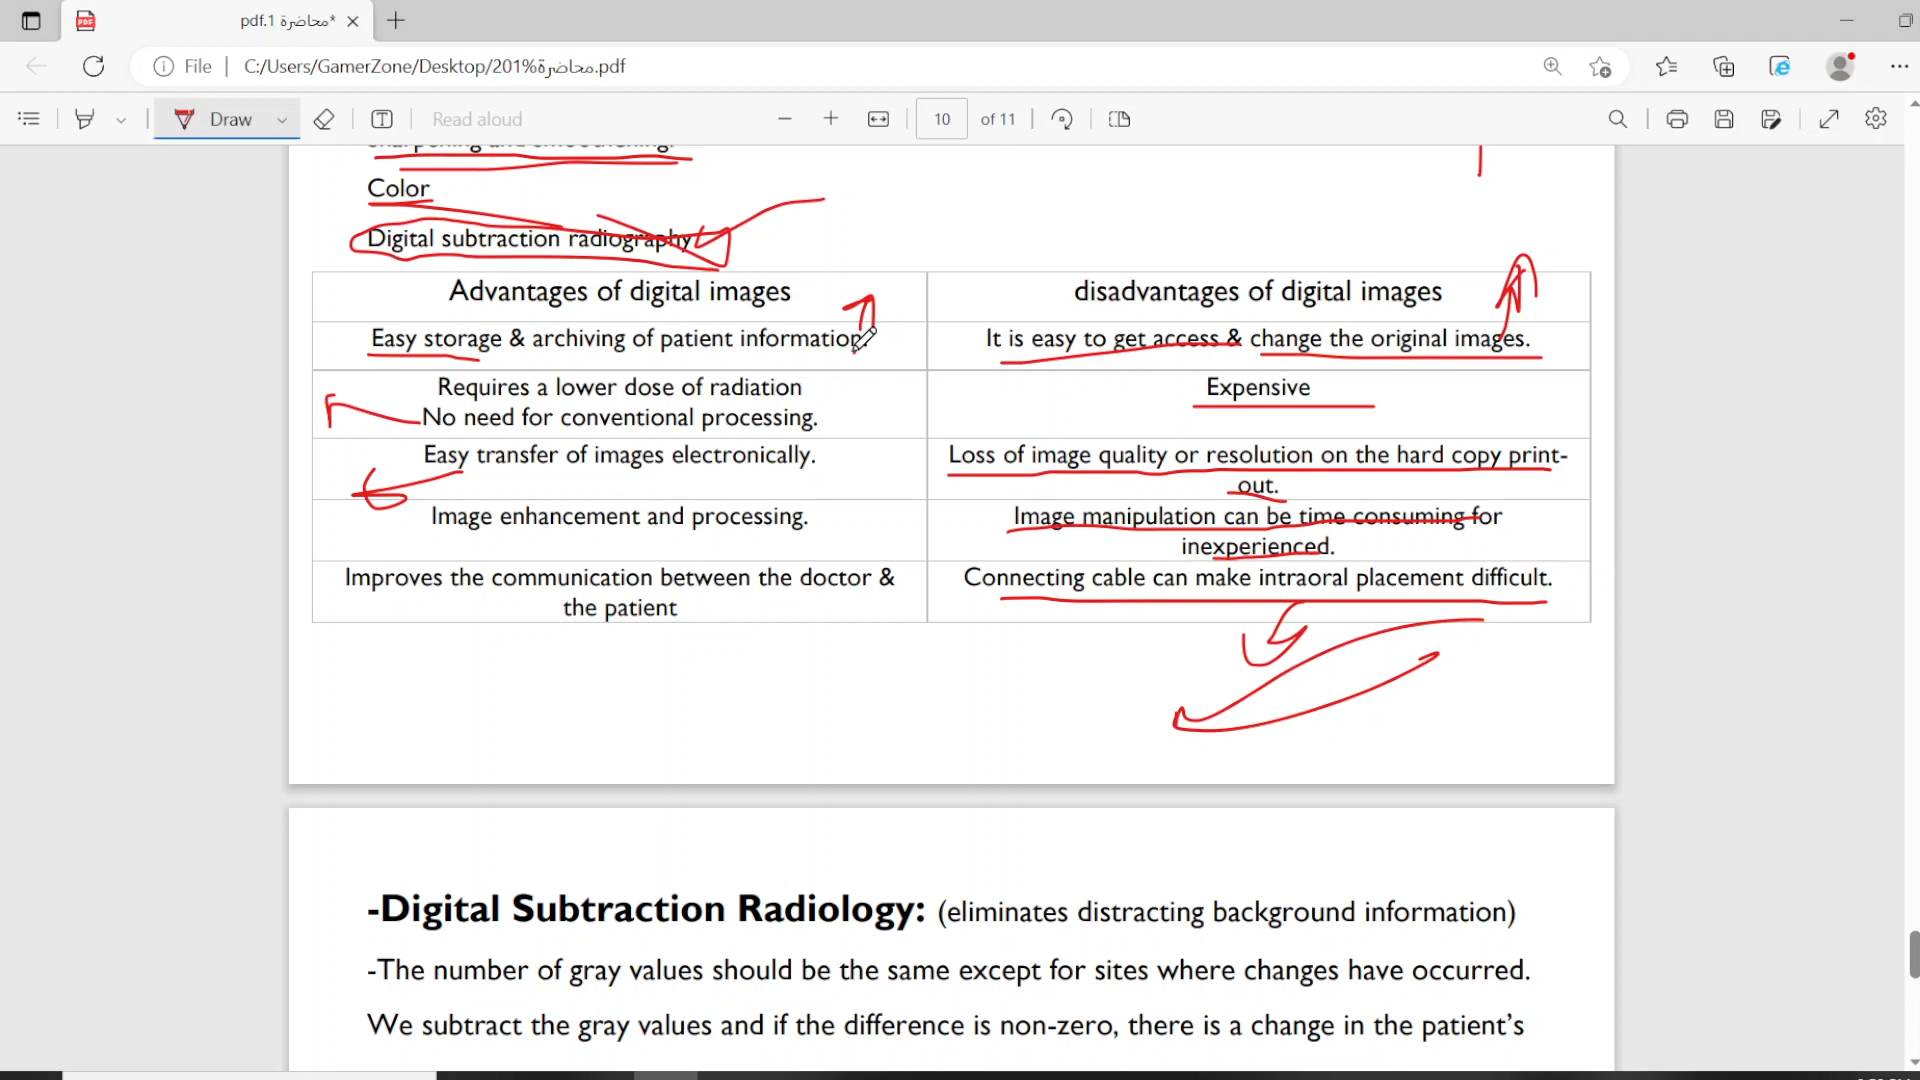 pdf.1 محاضرة*
File
C:/Users/GamerZone/Desktop/201%محاضرة.pdf
Draw
Read aloud
10 of 11
sharpening and smoothening.
Color
Digital subtraction radiography
Advantages of digital images
disadvantages of digital images
Easy storage & archiving of patient information.
It is easy to get access & change the original images.
Requires a lower dose of radiation
No need for conventional processing.
Expensive
Easy transfer of images electronically.
Loss of image quality or resolution on the hard copy print-
out.
Image enhancement and processing.
Image manipulation can be time consuming for
inexperienced.
Improves the communication between the doctor &
the patient
Connecting cable can make intraoral placement difficult.
-Digital Subtraction Radiology: (eliminates distracting background information)
-The number of gray values should be the same except for sites where changes have occurred.
We subtract the gray values and if the difference is non-zero, there is a change in the patient's